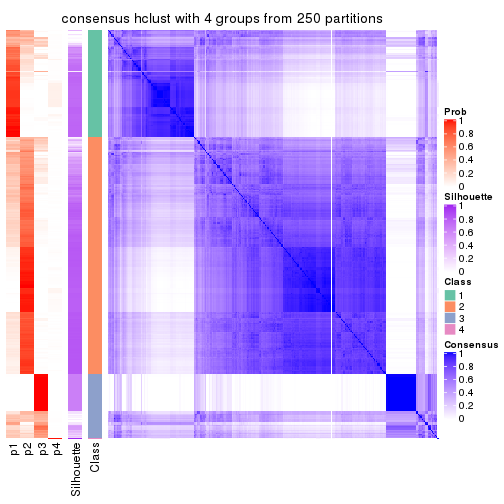 consensus hclust with 4 groups from 250 partitions
Prob
1
0.8
0.6
0.4
0.2
0
Silhouette
1
0.8
0.6
0.4
0.2
0
Class
1
2
3
4
Consensus
1
0.8
0.6
0.4
0.2
0
p1
p2
p3
p4
Silhouette
Class